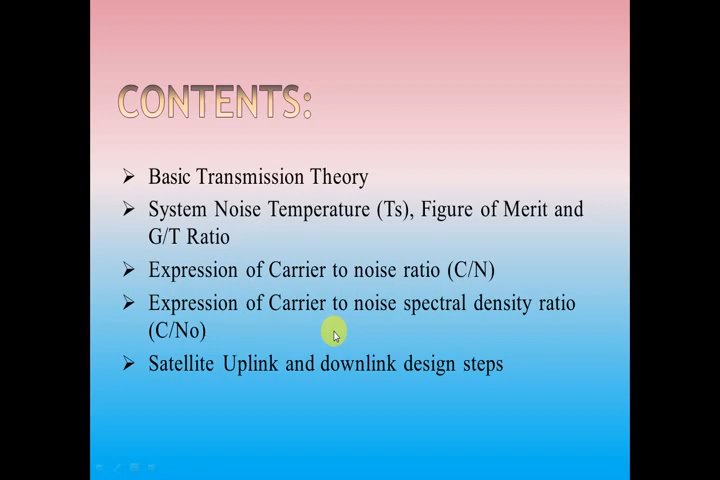 CONTENTS:
➢ Basic Transmission Theory
➢ System Noise Temperature (Ts), Figure of Merit and
G/T Ratio
➢ Expression of Carrier to noise ratio (C/N)
➢ Expression of Carrier to noise spectral density ratio
(C/No)
➢ Satellite Uplink and downlink design steps